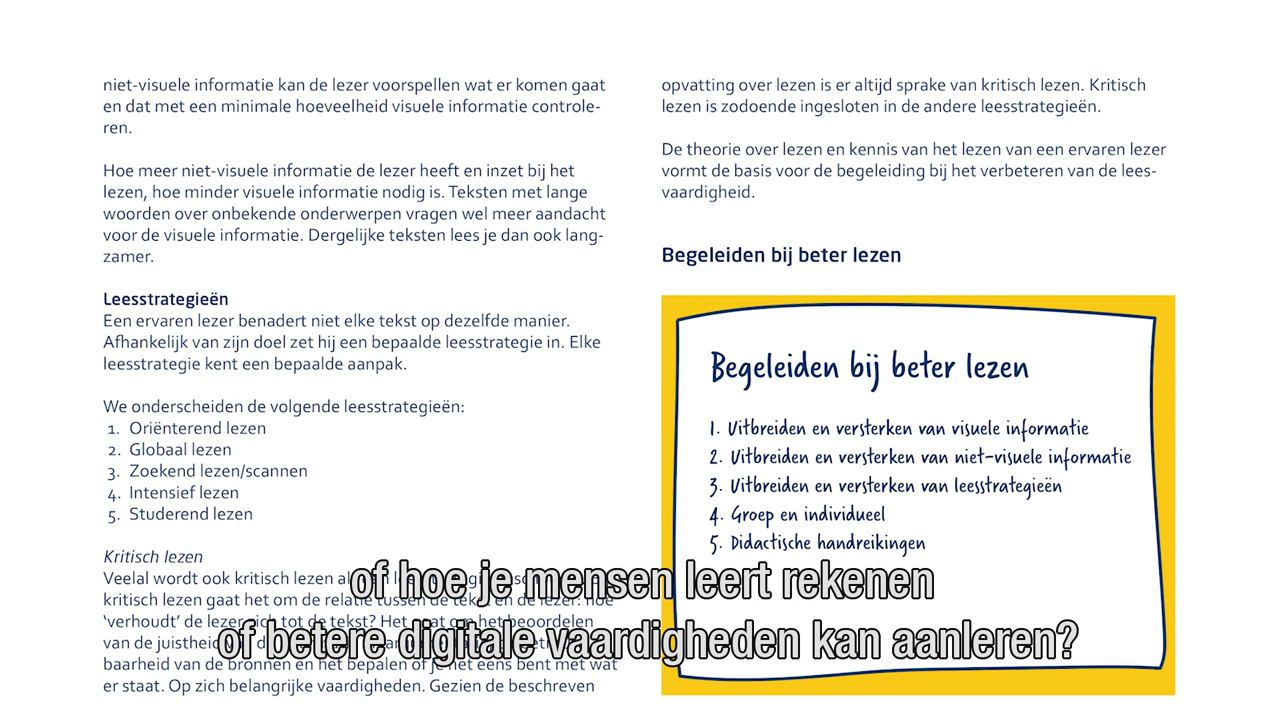 niet-visuele informatie kan de lezer voorspellen wat er komen gaat
en dat met een minimale hoeveelheid visuele informatie controle-
ren.
Hoe meer niet-visuele informatie de lezer heeft en inzet bij het
lezen, hoe minder visuele informatie nodig is. Teksten met lange
woorden over onbekende onderwerpen vragen wel meer aandacht
voor de visuele informatie. Dergelijke teksten lees je dan ook lang-
zamer.
Leesstrategieën
Een ervaren lezer benadert niet elke tekst op dezelfde manier.
Afhankelijk van zijn doel zet hij een bepaalde leesstrategie in. Elke
leesstrategie kent een bepaalde aanpak.
We onderscheiden de volgende leesstrategieën:
1. Oriënterend lezen
2. Globaal lezen
3. Zoekend lezen/scannen
4. Intensief lezen
5. Studerend lezen
Kritisch lezen
Veelal wordt ook kritisch lezen
kritisch lezen gaat het om de relatie tussen de tekst en de lezer: hoe
'verhoudt' de lezer zich tot de tekst? Het gaat om het beoordelen
van de juistheid
baarheid van de bronnen en het bepalen of je het eens bent met wat
er staat. Op zich belangrijke vaardigheden. Gezien de beschreven
opvatting over lezen is er altijd sprake van kritisch lezen. Kritisch
lezen is zodoende ingesloten in de andere leesstrategieën.
De theorie over lezen en kennis van het lezen van een ervaren lezer
vormt de basis voor de begeleiding bij het verbeteren van de lees-
vaardigheid.
Begeleiden bij beter lezen
Begeleiden bij beter lezen
1. Uitbreiden en versterken van visuele informatie
2. Uitbreiden en versterken van niet-visuele informatie
3. Uitbreiden en versterken van leesstrategieën
4. Groep en individueel
5. Didactische handreikingen
of hoe je mensen leert rekenen
of betere digitale vaardigheden kan aanleren?